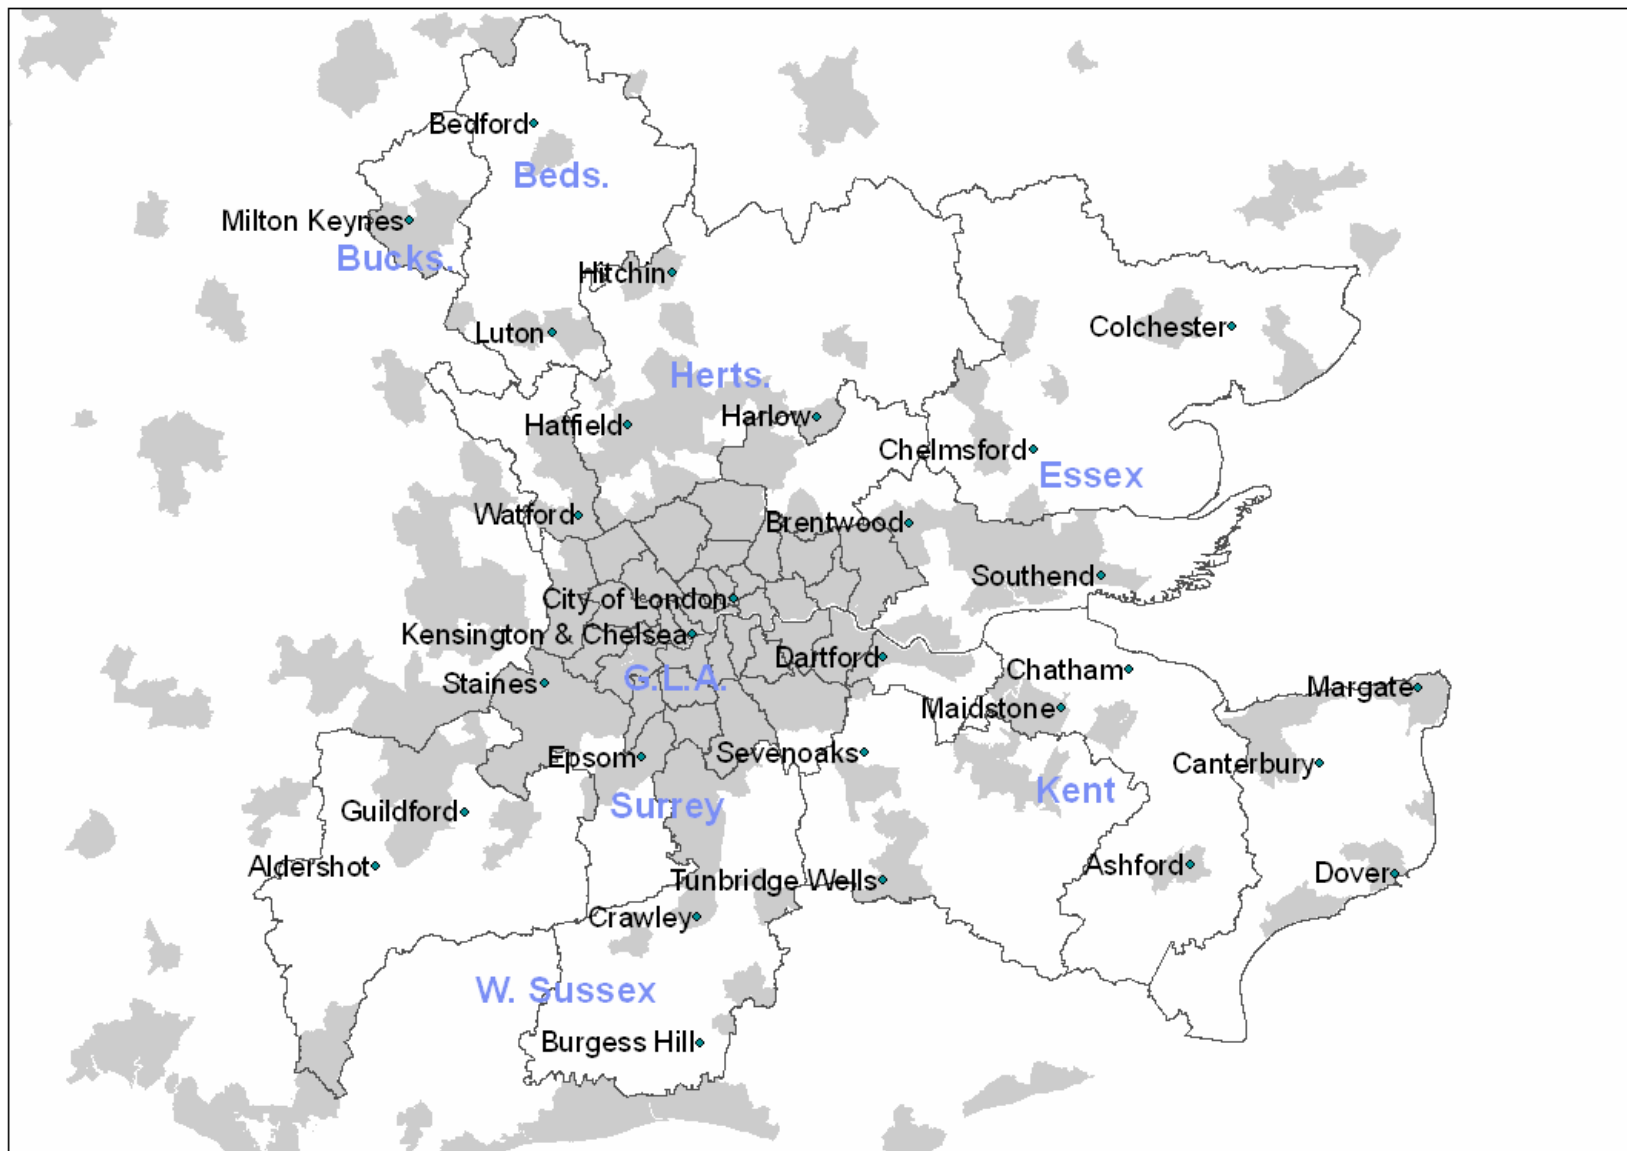 Bedford
Beds.
Milton Keynes
Bucks.
Hitchin
Luton
Colchester
Herts.
Hatfield
Harlow
Chelmsford
Essex
Watford
Brentwood
Southend
City of London
Kensington & Chelsea
Dartford
Chatham
G.L.A.
Staines
Margate
Maidstone
Epsom
Sevenoaks
Canterbury
Kent
Surrey
Guildford
Aldershot
Ashford
Dover
Tunbridge Wells
Crawley
W. Sussex
Burgess Hill